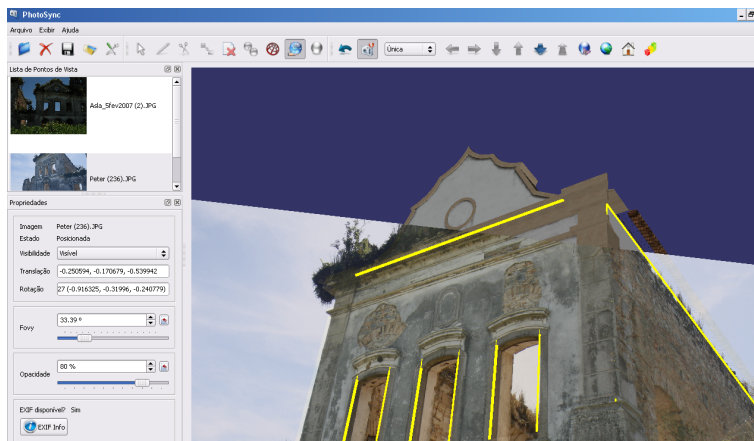 PhotoSync
Arquivo Exibir Ajuda
Única
Lista de Pontos de Vista
Asla_5fev2007 (2).JPG
Peter (236).JPG
Propriedades
Imagem Peter (236).JPG
Estado Posicionada
Visibilidade Visível
Translação -0.250594, -0.170679, -0.539942
Rotação 27 (-0.916325, -0.31996, -0.240779)
Fovy 33.39 º
Opacidade 80 %
EXIF disponível? Sim
EXIF Info